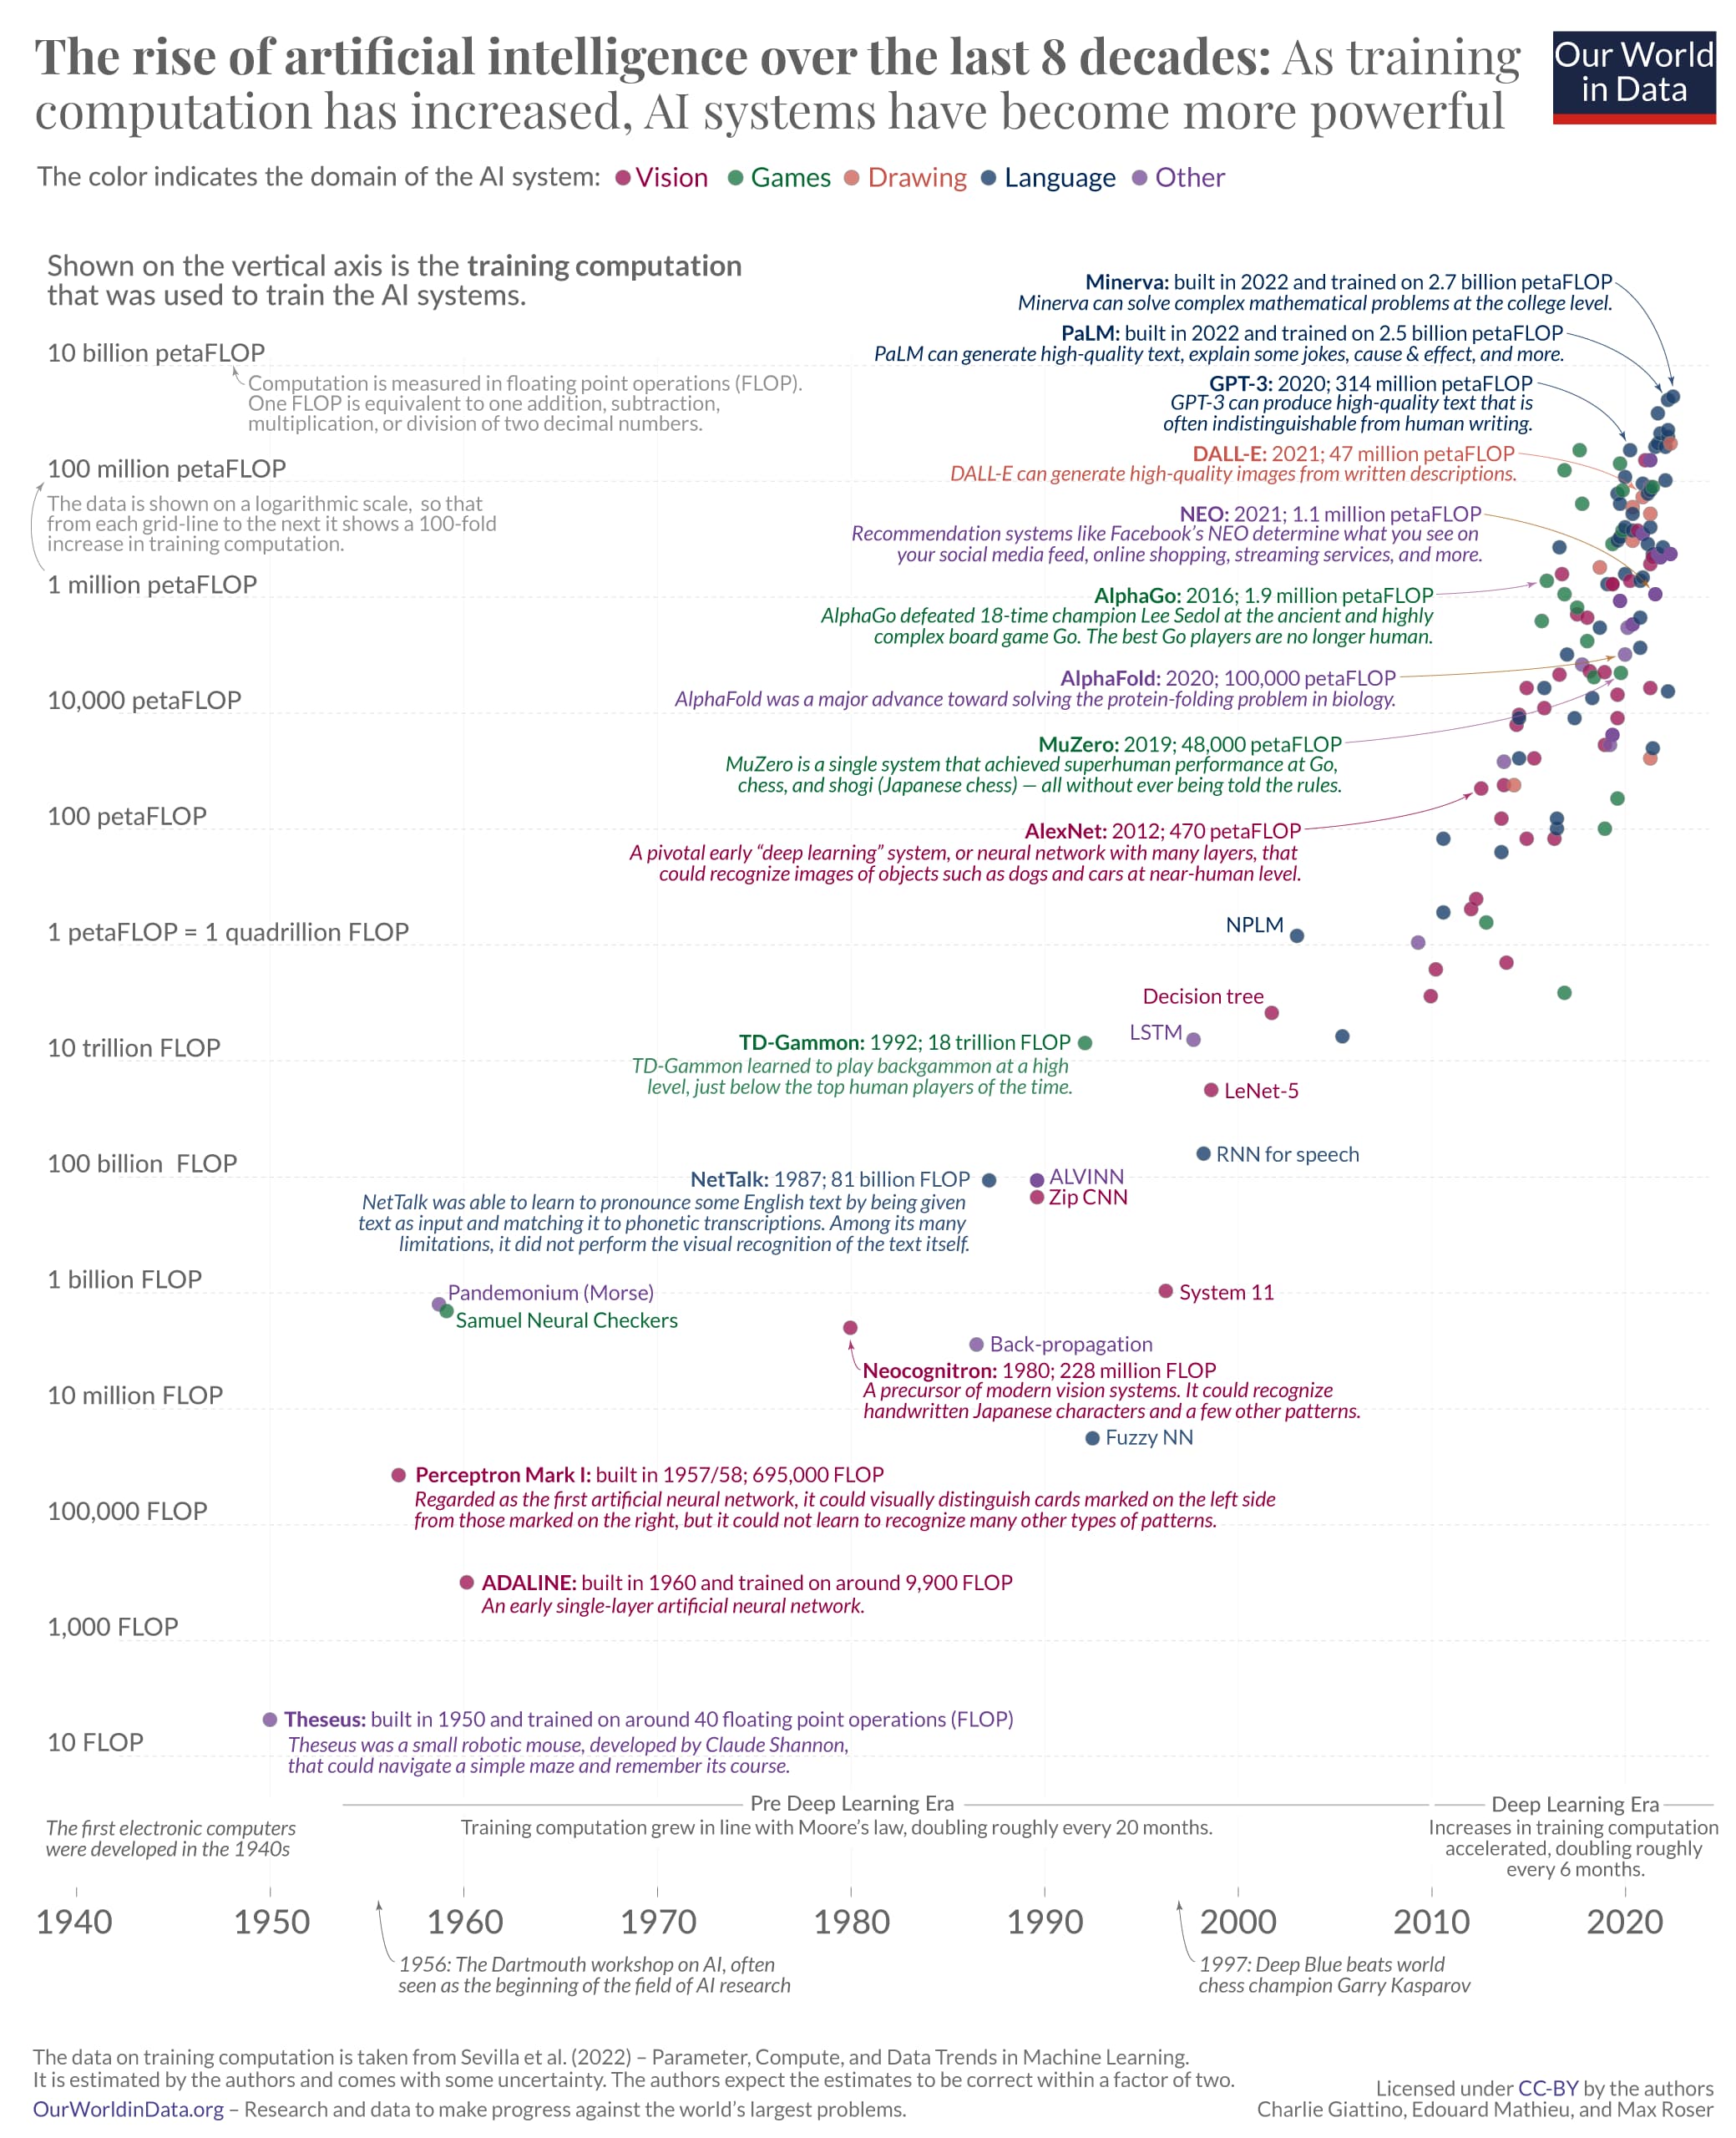 The rise of artificial intelligence over the last 8 decades: As training
computation has increased, AI systems have become more powerful
Our World
in Data
The color indicates the domain of the AI system: Vision Games Drawing Language Other
Shown on the vertical axis is the training computation
that was used to train the AI systems.
Minerva: built in 2022 and trained on 2.7 billion petaFLOP
Minerva can solve complex mathematical problems at the college level.
PaLM: built in 2022 and trained on 2.5 billion petaFLOP
PaLM can generate high-quality text, explain some jokes, cause & effect, and more.
10 billion petaFLOP
Computation is measured in floating point operations (FLOP).
One FLOP is equivalent to one addition, subtraction,
multiplication, or division of two decimal numbers.
GPT-3: 2020; 314 million petaFLOP
GPT-3 can produce high-quality text that is
often indistinguishable from human writing.
DALL-E: 2021; 47 million petaFLOP
DALL-E can generate high-quality images from written descriptions.
100 million petaFLOP
The data is shown on a logarithmic scale, so that
from each grid-line to the next it shows a 100-fold
increase in training computation.
NEO: 2021; 1.1 million petaFLOP
Recommendation systems like Facebook's NEO determine what you see on
your social media feed, online shopping, streaming services, and more.
1 million petaFLOP
AlphaGo: 2016; 1.9 million petaFLOP
AlphaGo defeated 18-time champion Lee Sedol at the ancient and highly
complex board game Go. The best Go players are no longer human.
AlphaFold: 2020; 100,000 petaFLOP
AlphaFold was a major advance toward solving the protein-folding problem in biology.
10,000 petaFLOP
MuZero: 2019; 48,000 petaFLOP
MuZero is a single system that achieved superhuman performance at Go,
chess, and shogi (Japanese chess) — all without ever being told the rules.
100 petaFLOP
AlexNet: 2012; 470 petaFLOP
A pivotal early “deep learning” system, or neural network with many layers, that
could recognize images of objects such as dogs and cars at near-human level.
NPLM
1 petaFLOP = 1 quadrillion FLOP
Decision tree
LSTM
TD-Gammon: 1992; 18 trillion FLOP
TD-Gammon learned to play backgammon at a high
level, just below the top human players of the time.
10 trillion FLOP
LeNet-5
RNN for speech
100 billion FLOP
NetTalk: 1987; 81 billion FLOP
NetTalk was able to learn to pronounce some English text by being given
text as input and matching it to phonetic transcriptions. Among its many
limitations, it did not perform the visual recognition of the text itself.
ALVINN
Zip CNN
1 billion FLOP
Pandemonium (Morse)
Samuel Neural Checkers
System 11
Back-propagation
Neocognitron: 1980; 228 million FLOP
A precursor of modern vision systems. It could recognize
handwritten Japanese characters and a few other patterns.
10 million FLOP
Fuzzy NN
Perceptron Mark I: built in 1957/58; 695,000 FLOP
Regarded as the first artificial neural network, it could visually distinguish cards marked on the left side
from those marked on the right, but it could not learn to recognize many other types of patterns.
100,000 FLOP
ADALINE: built in 1960 and trained on around 9,900 FLOP
An early single-layer artificial neural network.
1,000 FLOP
Theseus: built in 1950 and trained on around 40 floating point operations (FLOP)
Theseus was a small robotic mouse, developed by Claude Shannon,
that could navigate a simple maze and remember its course.
10 FLOP
The first electronic computers
were developed in the 1940s
Pre Deep Learning Era
Training computation grew in line with Moore's law, doubling roughly every 20 months.
Deep Learning Era
Increases in training computation
accelerated, doubling roughly
every 6 months.
1940 1950 1960 1970 1980 1990 2000 2010 2020
1956: The Dartmouth workshop on AI, often
seen as the beginning of the field of AI research
1997: Deep Blue beats world
chess champion Garry Kasparov
The data on training computation is taken from Sevilla et al. (2022) – Parameter, Compute, and Data Trends in Machine Learning.
It is estimated by the authors and comes with some uncertainty. The authors expect the estimates to be correct within a factor of two.
OurWorldinData.org – Research and data to make progress against the world's largest problems.
Licensed under CC-BY by the authors
Charlie Giattino, Edouard Mathieu, and Max Roser